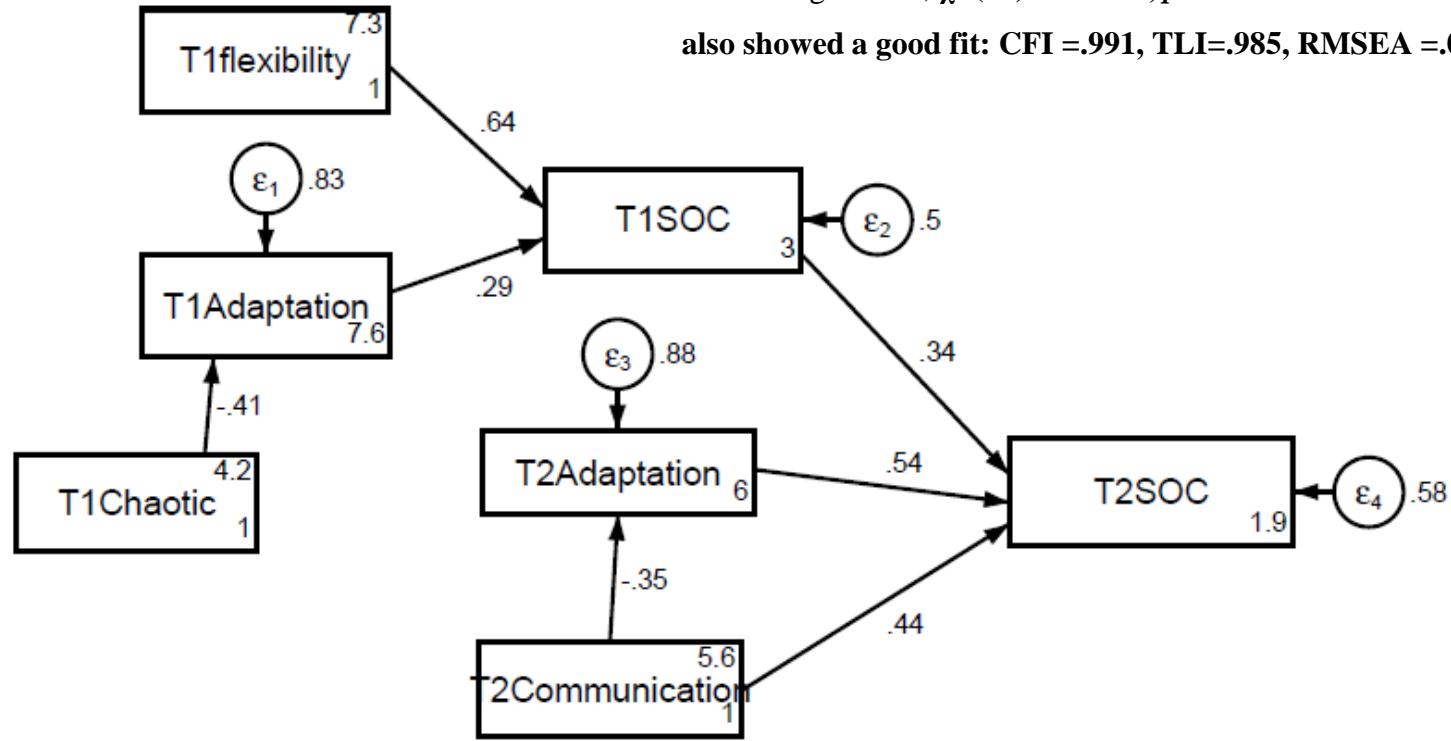 also showed a good fit: CFI =.991, TLI=.985, RMSEA =
7.3
T1flexibility
1
.64
ε1
.83
T1SOC
3
ε2
.5
T1Adaptation
7.6
.29
-.41
ε3
.88
.34
4.2
T1Chaotic
1
T2Adaptation
6
.54
T2SOC
1.9
ε4
.58
-.35
.44
5.6
T2Communication
1